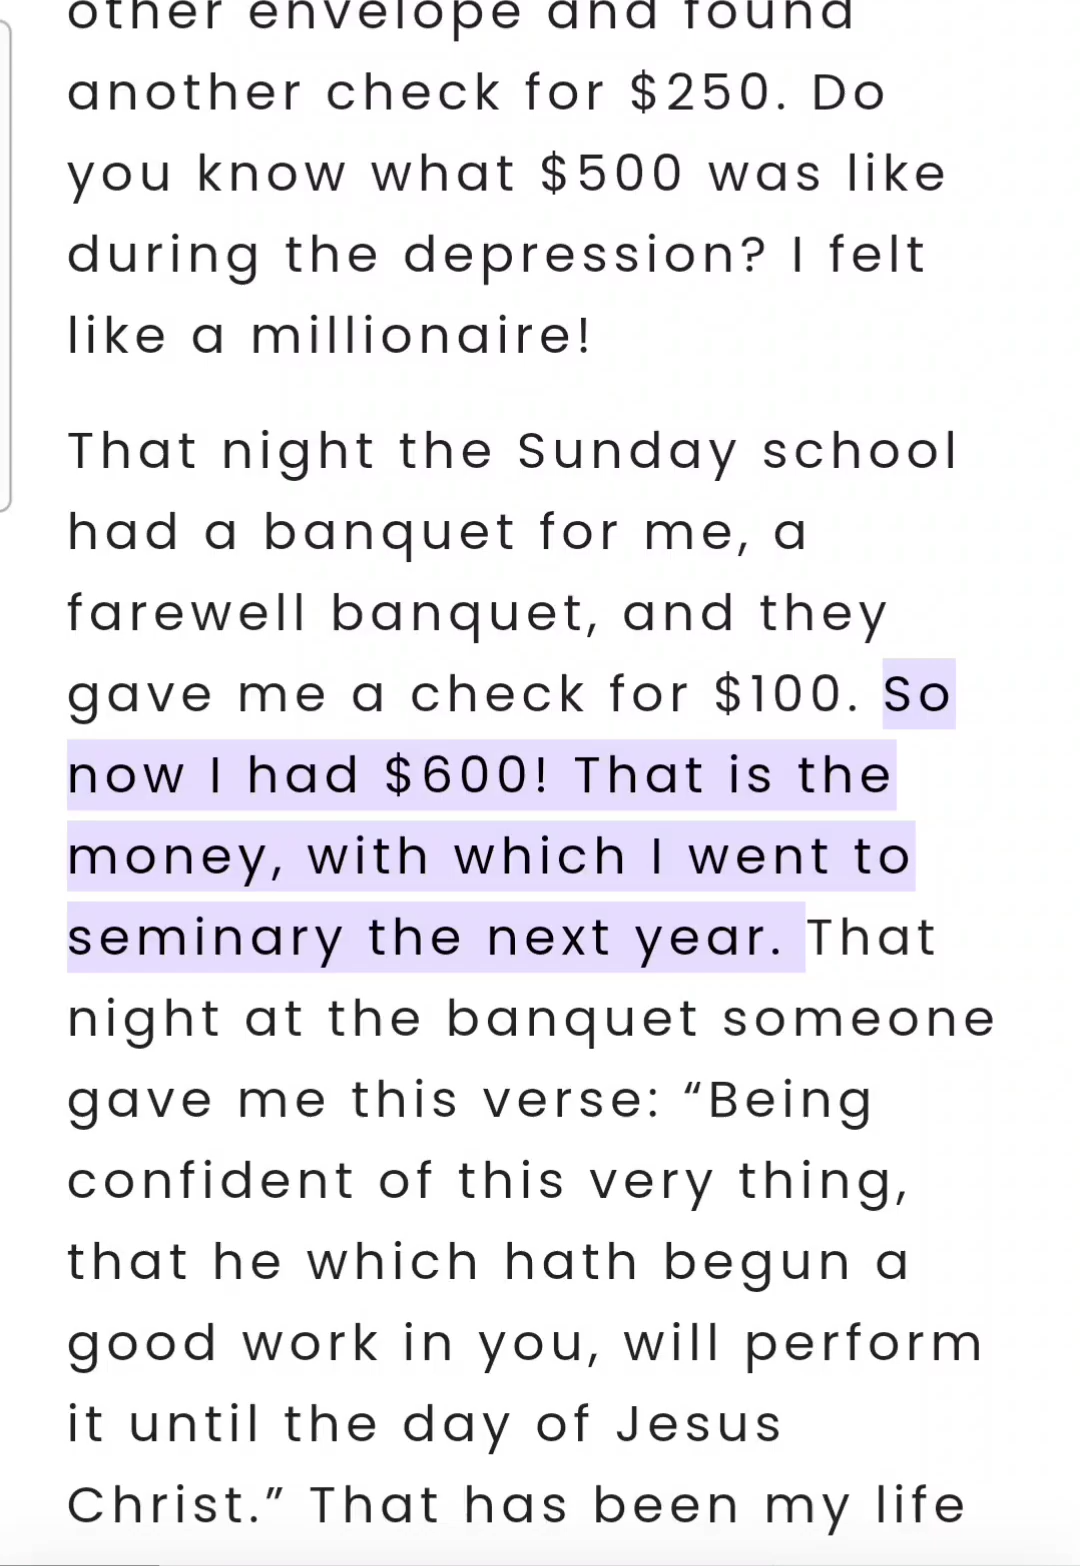 other envelope and found
another check for $250. Do
you know what $500 was like
during the depression? I felt
like a millionaire!
That night the Sunday school
had a banquet for me, a
farewell banquet, and they
gave me a check for $100. So
now I had $600! That is the
money, with which I went to
seminary the next year. That
night at the banquet someone
gave me this verse: “Being
confident of this very thing,
that he which hath begun a
good work in you, will perform
it until the day of Jesus
Christ.” That has been my life